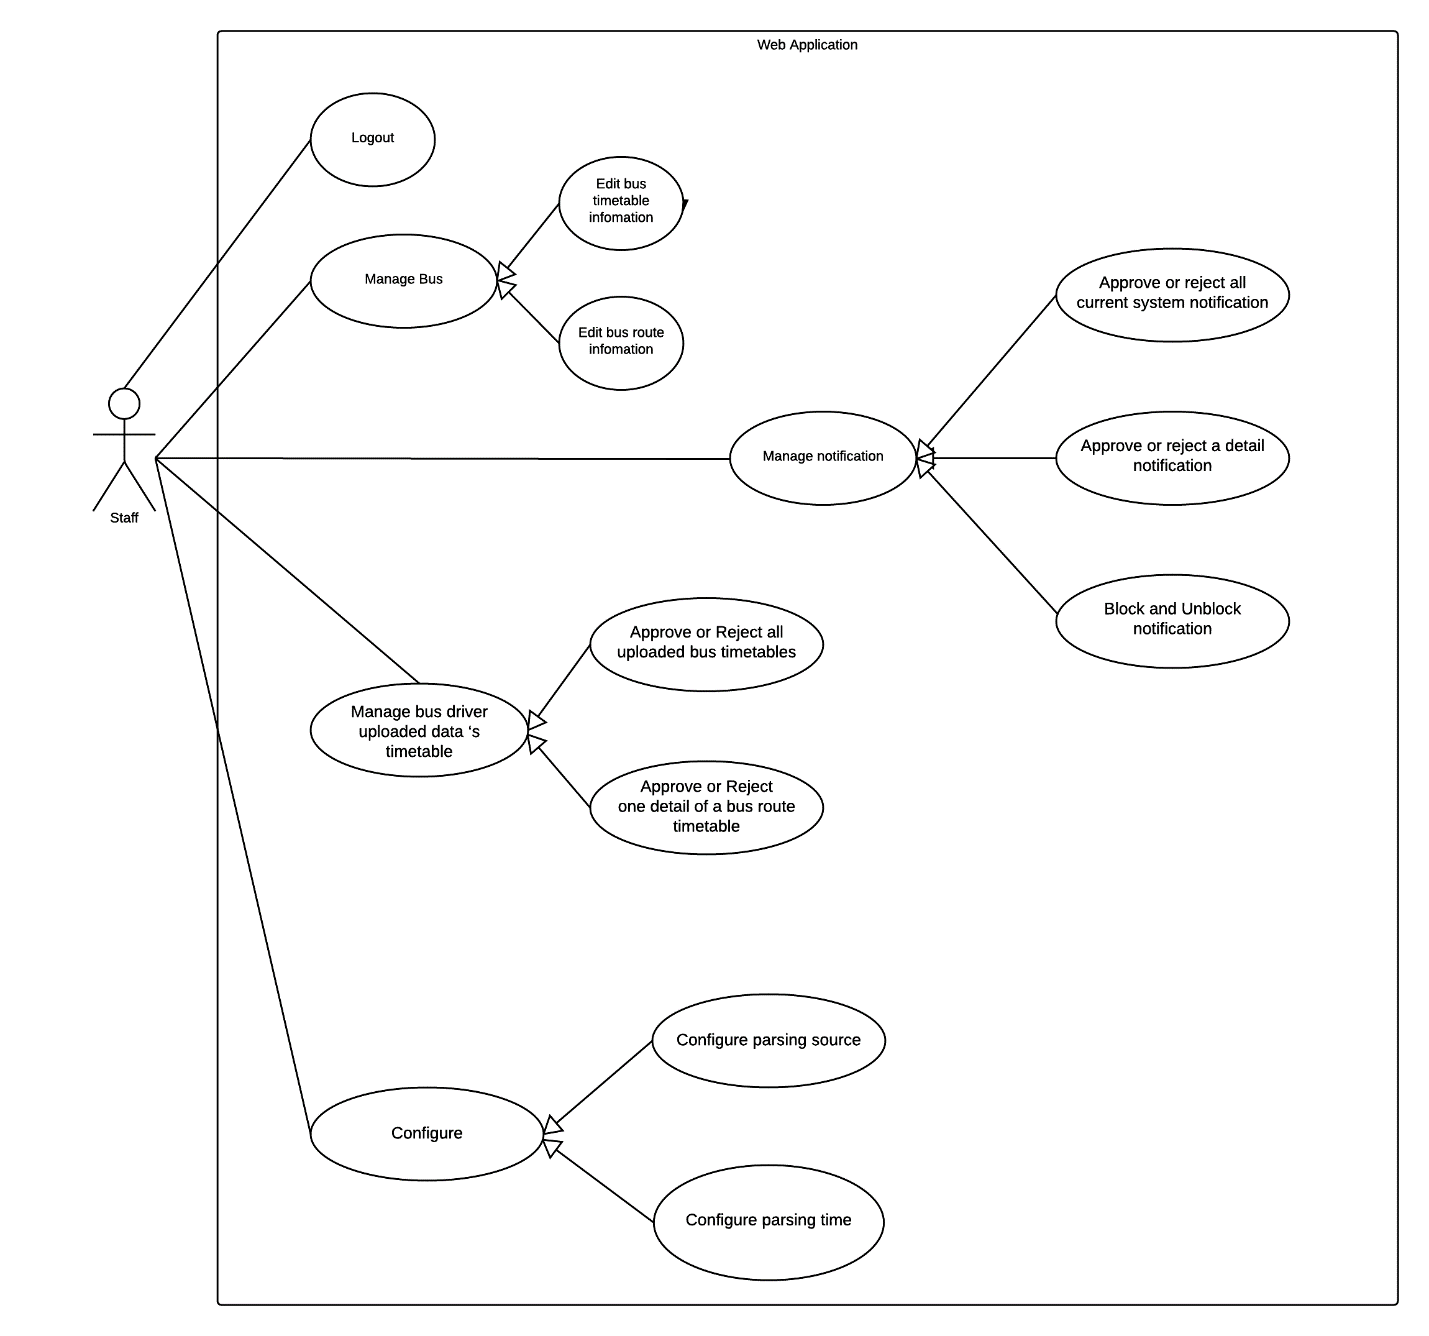 Web Application
Logout
Edit bus
timetable
infomation
Manage Bus
Edit bus route
infomation
Approve or reject all
current system notification
Manage notification
Approve or reject a detail
notification
Staff
Block and Unblock
notification
Approve or Reject all
uploaded bus timetables
Manage bus driver
uploaded data ‘s
timetable
Approve or Reject
one detail of a bus route
timetable
Configure parsing source
Configure
Configure parsing time